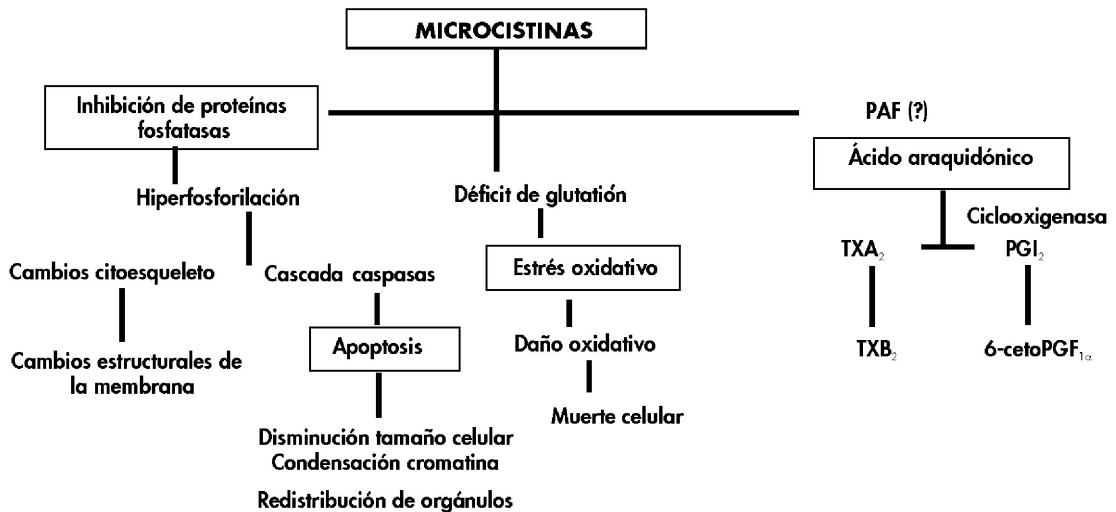 MICROCISTINAS
Inhibición de proteínas
fosfatasas
Hiperfosforilación
Cambios citoesqueleto
Cambios estructurales de
la membrana
Cascada caspasas
Apoptosis
Disminución tamaño celular
Condensación cromatina
Redistribución de orgánulos
Déficit de glutatión
Estrés oxidativo
Daño oxidativo
Muerte celular
PAF (?)
Ácido araquidónico
Ciclooxigenasa
TXA₂
PGI₂
TXB₂
6-cetoPGF₁α